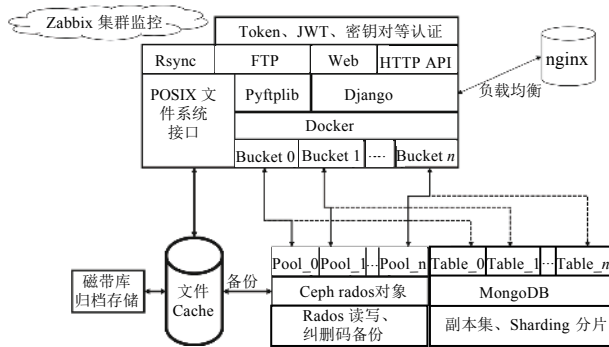 Zabbix 集群监控
Token、JWT、密钥对等认证
Rsync
FTP
Web
HTTP API
nginx
POSIX 文
件系统
接口
Pyftplib
Django
负载均衡
Docker
Bucket 0
Bucket 1
....
Bucket n
磁带库
归档存储
文件
Cache
备份
Pool_0
Pool_1
...
Pool_n
Table_0
Table_1
...
Table_n
Ceph rados对象
MongoDB
Rados 读写、
纠删码备份
副本集、Sharding 分片